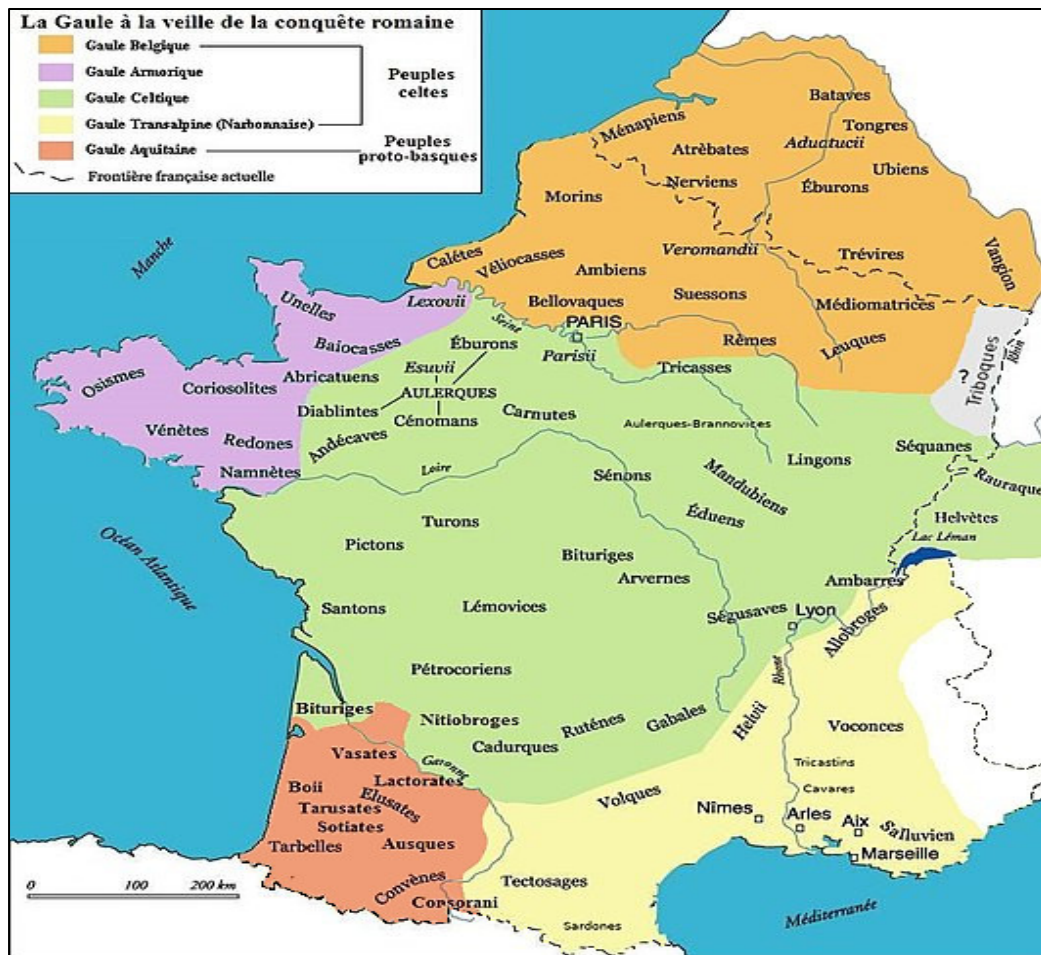 La Gaule à la veille de la conquête romaine
Gaule Belgique
Gaule Armorique
Gaule Celtique
Gaule Transalpine (Narbonnaise)
Gaule Aquitaine
Peuples
celtes
Peuples
proto-basques
Frontière française actuelle
Manche
Océan Atlantique
Méditerranée
0 100 200 km
Bataves
Ménapiens
Tongres
Atrèbates
Aduatucii
Ubiens
Nerviens
Éburons
Morins
Calétes
Véliocasses
Veromandii
Trévires
Vangion
Ambiens
Bellovaques
Suessons
Médiomatrices
Rêmes
Leuques
Triboques
?
Rhin
Unelles
Lexovii
Baiocasses
Osismes
Coriosolites
Abricatuens
Vénètes
Redones
Namnètes
Seine
PARIS
Parisii
Éburons
Esuvii
AULERQUES
Diablintes
Cénomans
Andécaves
Carnutes
Tricasses
Aulerques-Brannovices
Lingons
Séquanes
Rauraque
Helvètes
Lac Léman
Loire
Sénons
Mandubiens
Éduens
Turons
Pictons
Bituriges
Arvernes
Ambarres
Santons
Lémovices
Ségusaves
Lyon
Allobroges
Pétrocoriens
Rhone
Bituriges
Nitiobroges
Cadurques
Ruténes
Gabales
Helvii
Voconces
Tricastins
Cavares
Vasates
Garonne
Boii
Lactorates
Elusates
Tarusates
Sotiates
Tarbelles
Ausques
Convènes
Corsorani
Volques
Nîmes
Arles
Aix
Salluvien
Marseille
Tectosages
Sardones